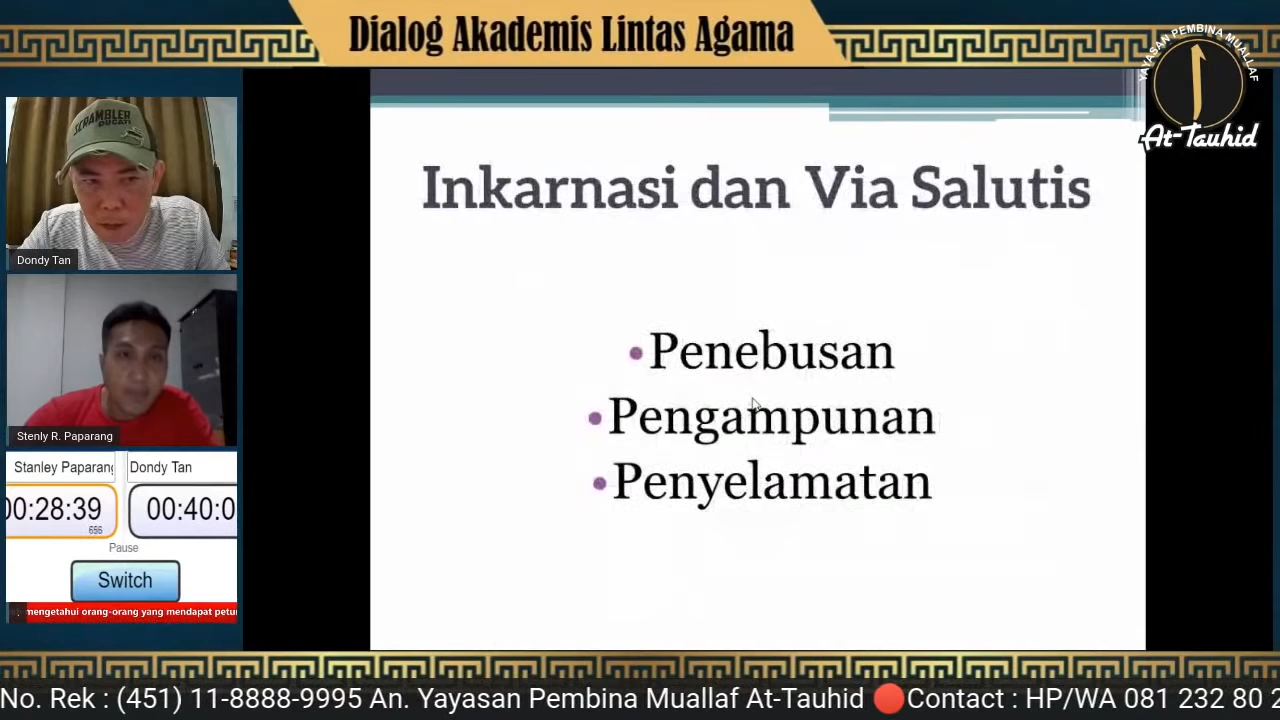 Dialog Akademis Lintas Agama
YAYASAN PEMBINA MUALLAF
At-Tauhid
SCRAMBLER
DUCATI
Dondy Tan
Inkarnasi dan Via Salutis
•Penebusan
•Pengampunan
•Penyelamatan
Stenly R. Paparang
Stanley Paparang
Dondy Tan
00:28:39
656
00:40:0
Pause
Switch
mengetahui orang-orang yang mendapat petu
No. Rek : (451) 11-8888-9995 An. Yayasan Pembina Muallaf At-Tauhid 🔴Contact : HP/WA 081 232 80 2